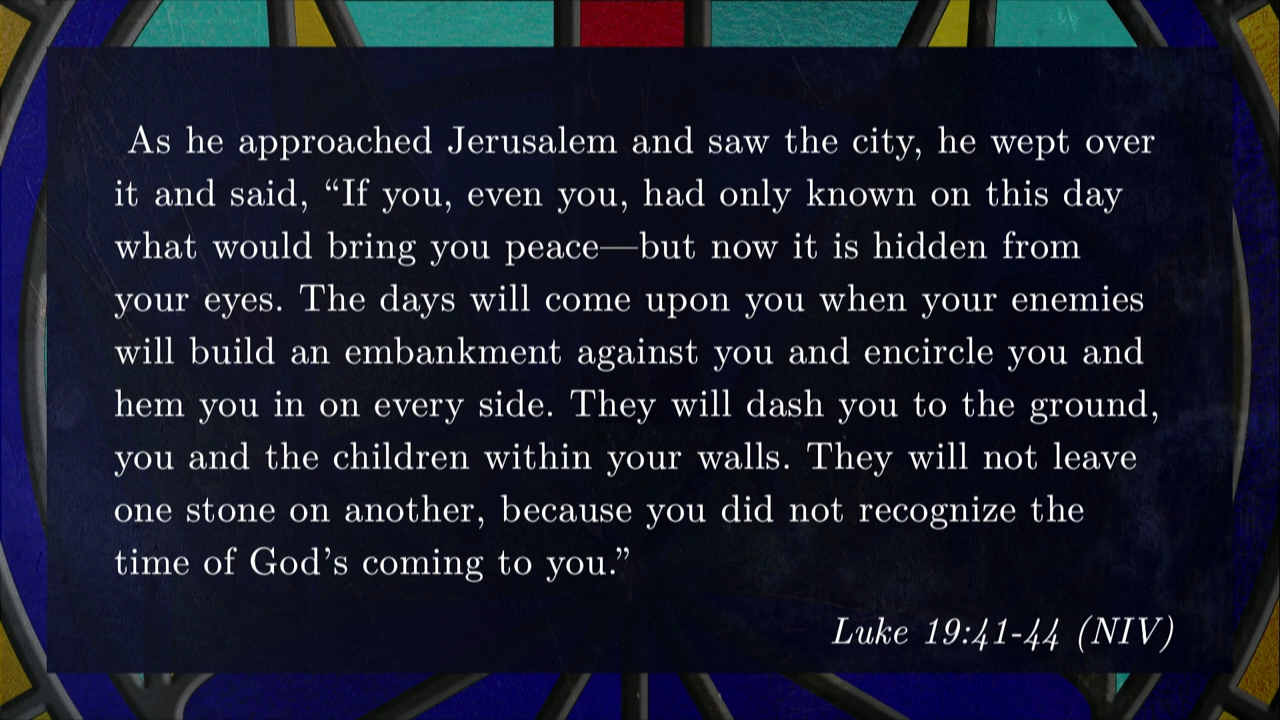 As he approached Jerusalem and saw the city, he wept over
it and said, “If you, even you, had only known on this day
what would bring you peace—but now it is hidden from
your eyes. The days will come upon you when your enemies
will build an embankment against you and encircle you and
hem you in on every side. They will dash you to the ground,
you and the children within your walls. They will not leave
one stone on another, because you did not recognize the
time of God’s coming to you.”
Luke 19:41-44 (NIV)